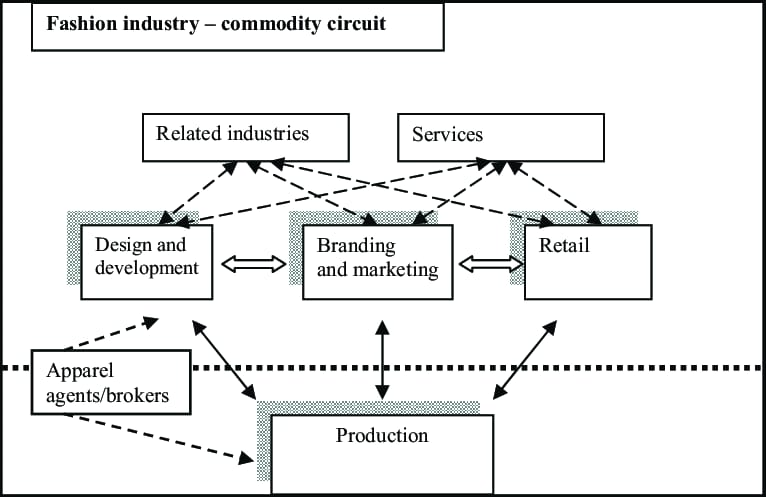 Fashion industry – commodity circuit
Related industries
Services
Design and
development
Branding
and marketing
Retail
Apparel
agents/brokers
Production